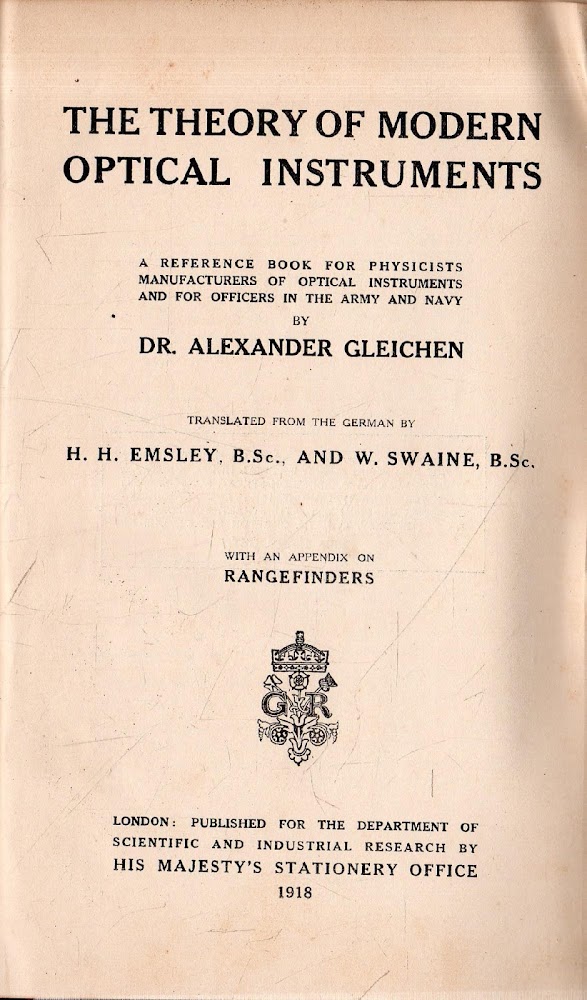 THE THEORY OF MODERN
OPTICAL INSTRUMENTS
A REFERENCE BOOK FOR PHYSICISTS
MANUFACTURERS OF OPTICAL INSTRUMENTS
AND FOR OFFICERS IN THE ARMY AND NAVY
BY
DR. ALEXANDER GLEICHEN
TRANSLATED FROM THE GERMAN BY
H. H. EMSLEY, B.Sc., AND W. SWAINE, B.Sc.
WITH AN APPENDIX ON
RANGEFINDERS
G R
LONDON: PUBLISHED FOR THE DEPARTMENT OF
SCIENTIFIC AND INDUSTRIAL RESEARCH BY
HIS MAJESTY'S STATIONERY OFFICE
1918